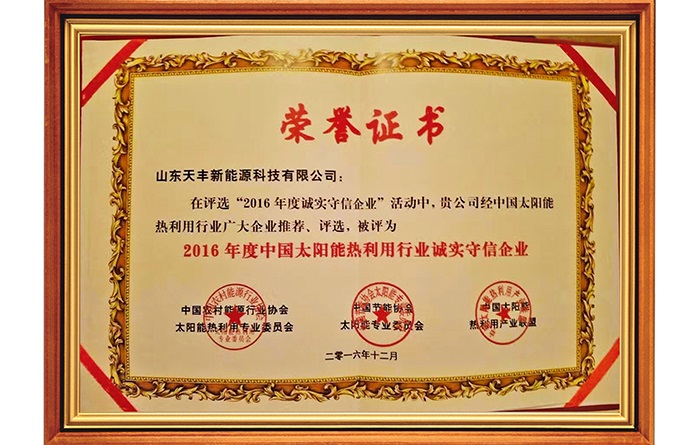 荣誉证书
山东天丰新能源科技有限公司：
在评选“2016年度诚实守信企业”活动中，贵公司经中国太阳能
热利用行业广大企业推荐、评选，被评为
2016年度中国太阳能热利用行业诚实守信企业
中国农村能源行业协会
太阳能热利用专业委员会
中国节能协会
太阳能专业委员会
中国太阳能
热利用产业联盟
二零一六年十二月